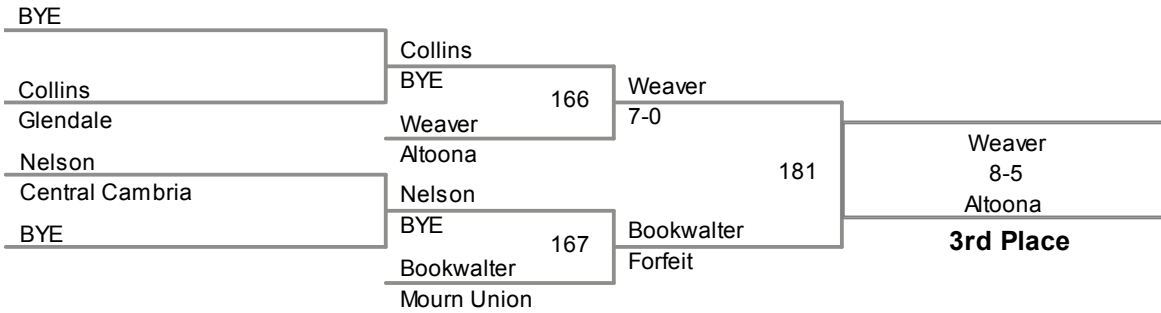 BYE
Collins
Glendale
Nelson
Central Cambria
BYE
Collins
BYE
166
Weaver
Altoona
Nelson
BYE
167
Bookwalter
Mourn Union
Weaver
7-0
181
Bookwalter
Forfeit
Weaver
8-5
Altoona
3rd Place